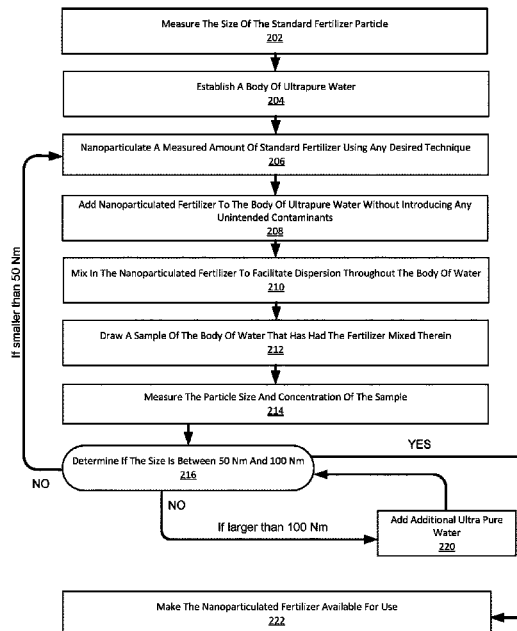 Measure The Size Of The Standard Fertilizer Particle
202
Establish A Body Of Ultrapure Water
204
Nanoparticulate A Measured Amount Of Standard Fertilizer Using Any Desired Technique
206
Add Nanoparticulated Fertilizer To The Body Of Ultrapure Water Without Introducing Any
Unintended Contaminants
208
Mix In The Nanoparticulated Fertilizer To Facilitate Dispersion Throughout The Body Of Water
210
Draw A Sample Of The Body Of Water That Has Had The Fertilizer Mixed Therein
212
Measure The Particle Size And Concentration Of The Sample
214
If smaller than 50 Nm
Determine If The Size Is Between 50 Nm And 100 Nm
216
YES
NO
NO
If larger than 100 Nm
Add Additional Ultra Pure
Water
220
Make The Nanoparticulated Fertilizer Available For Use
222